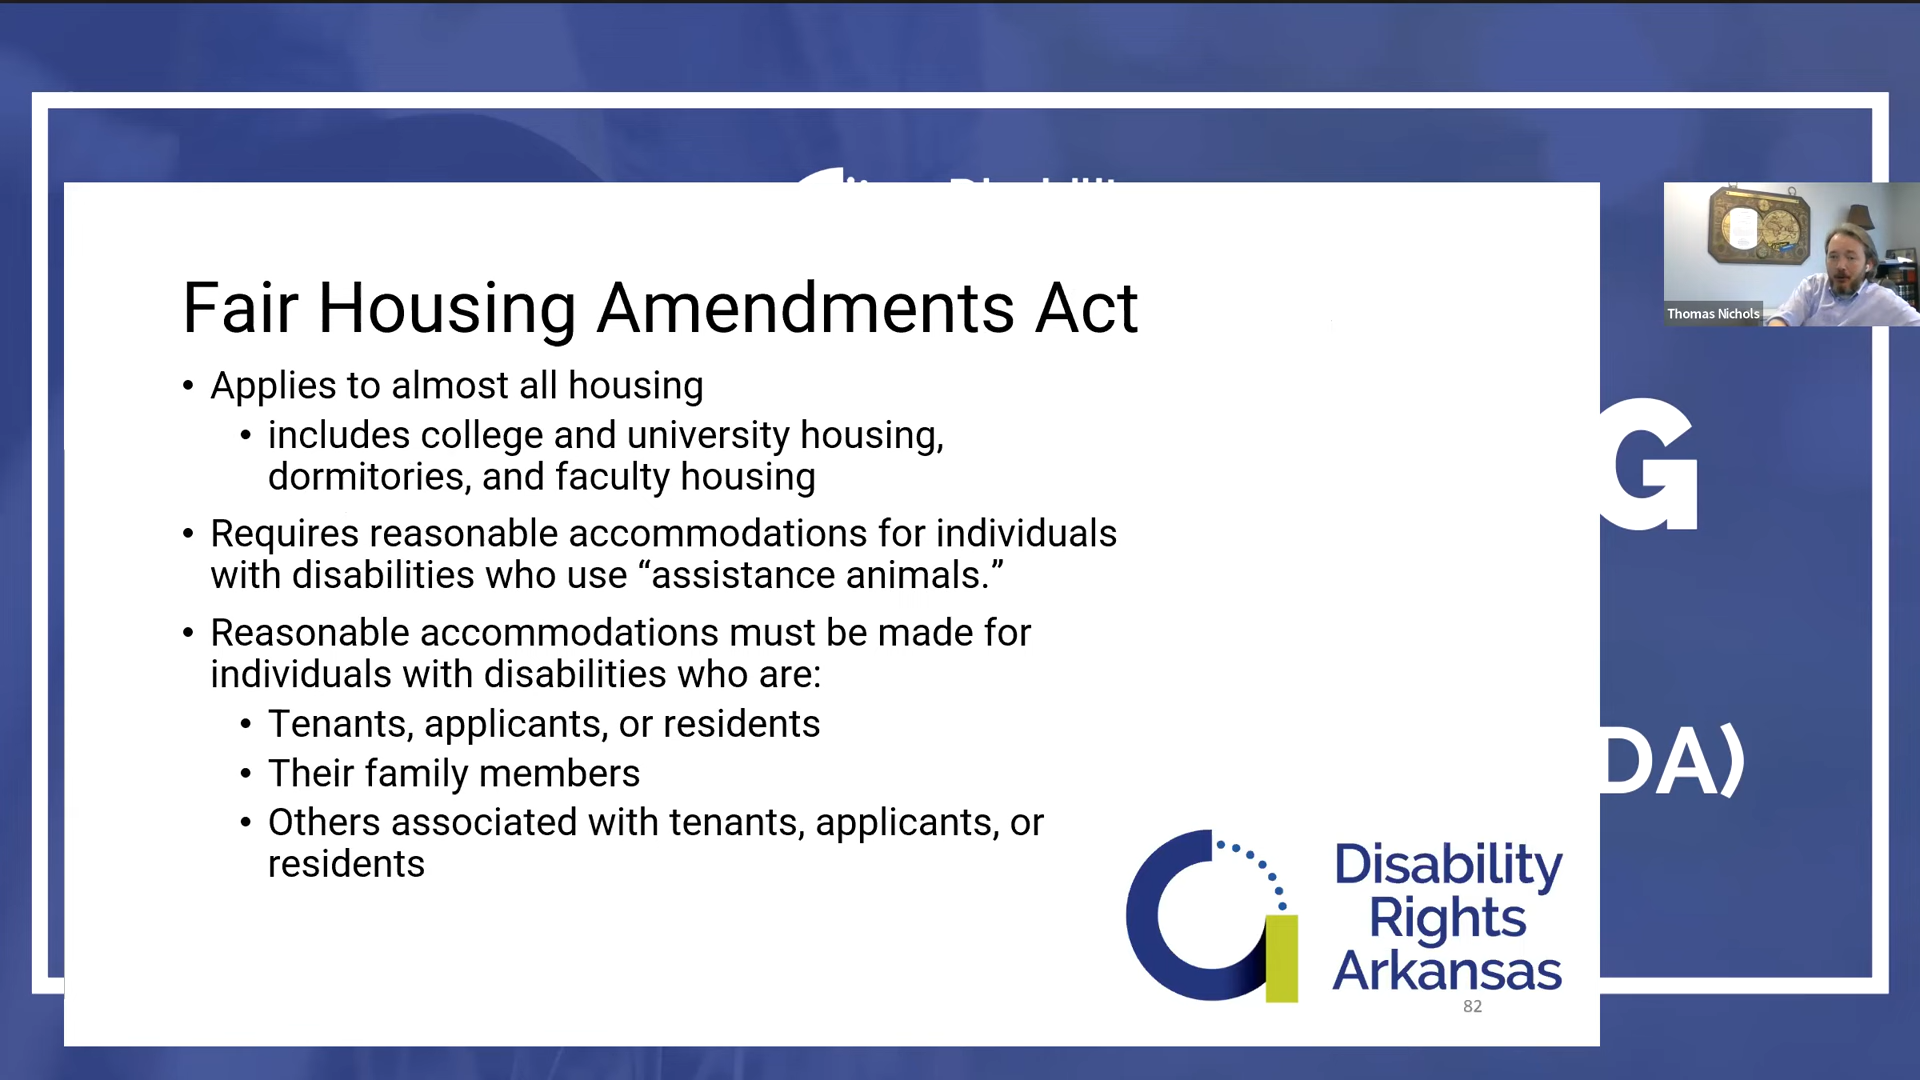 Fair Housing Amendments Act
• Applies to almost all housing
• includes college and university housing,
dormitories, and faculty housing
• Requires reasonable accommodations for individuals
with disabilities who use “assistance animals.”
• Reasonable accommodations must be made for
individuals with disabilities who are:
• Tenants, applicants, or residents
• Their family members
• Others associated with tenants, applicants, or
residents
Disability
Rights
Arkansas
82
Thomas Nichols
G
DA)